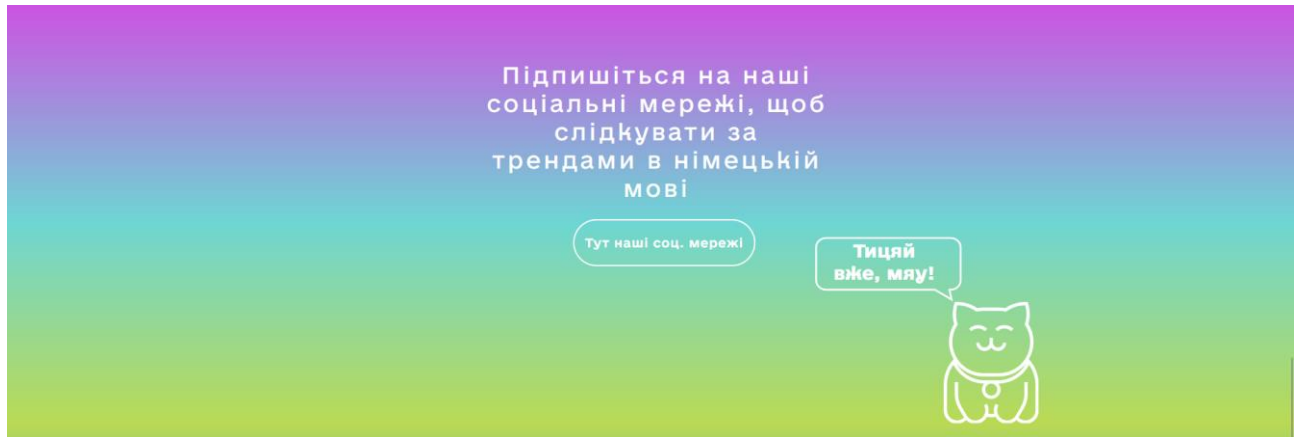 Підпишіться на наші
соціальні мережі, щоб
слідкувати за
трендами в німецькій
мові
Тут наші соц. мережі
Тицяй
вже, мяу!